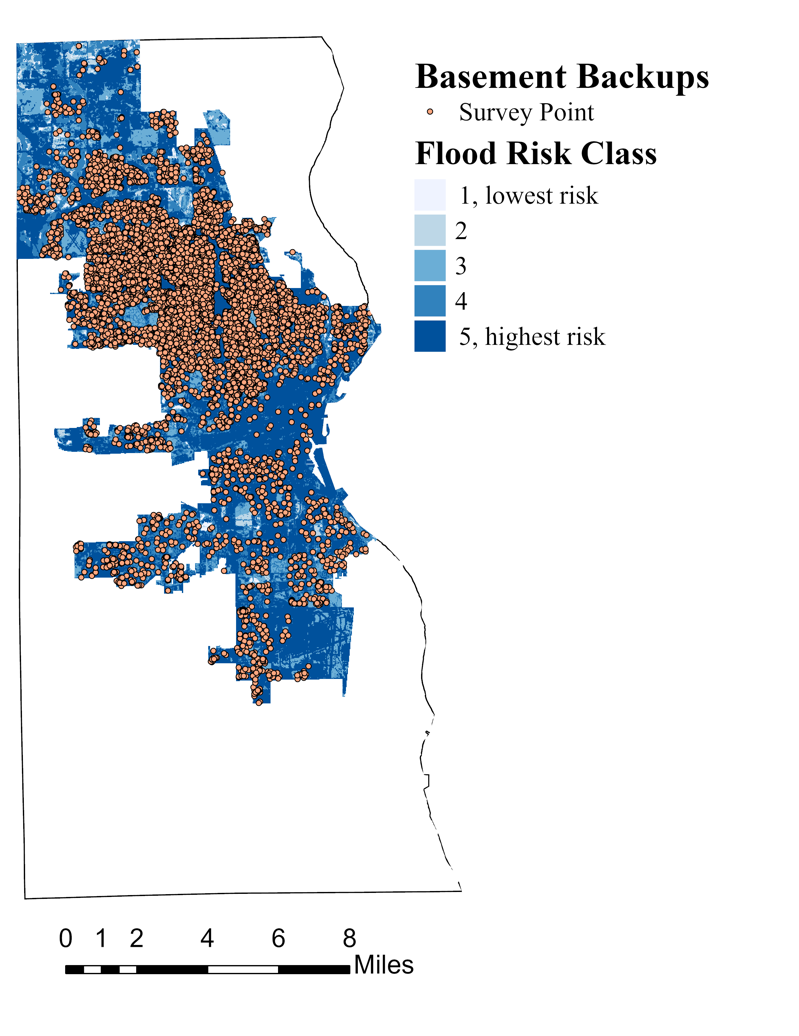 Basement Backups
Survey Point
Flood Risk Class
1, lowest risk
2
3
4
5, highest risk
0 1 2 4 6 8
Miles